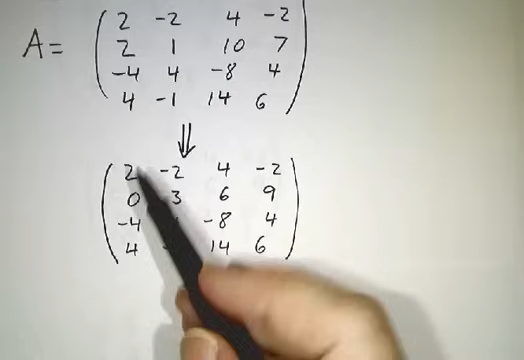 A = ( 2 -2 4 -2
2 1 10 7
-4 4 -8 4
4 -1 14 6 )
⇓
( 2 -2 4 -2
0 3 6 9
-4 -8 4
4 14 6 )